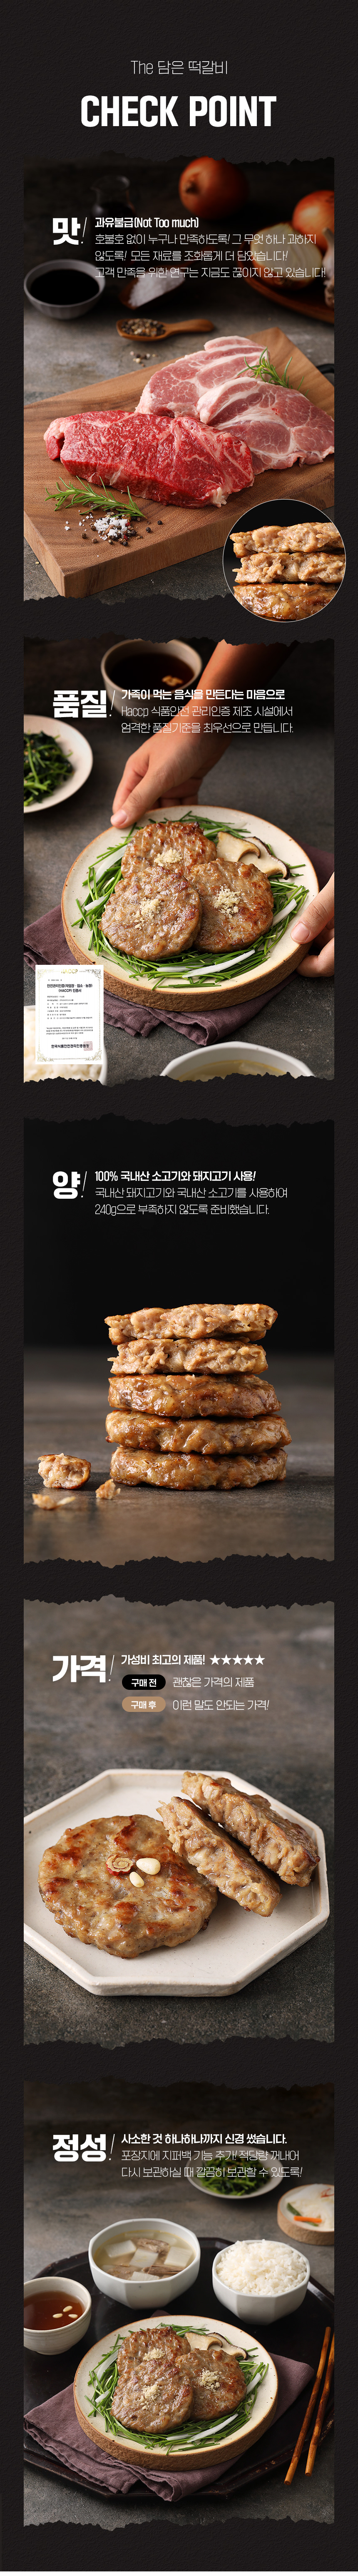 The 담은 떡갈비
CHECK POINT
맛!
과유불급(Not Too much)
호불호 없이 누구나 만족하도록! 그 무엇 하나 과하지
않도록! 모든 재료를 조화롭게 더 담았습니다!
고객 만족을 위한 연구는 지금도 끊이지 않고 있습니다!
품질!
가족이 먹는 음식을 만든다는 마음으로
Haccp 식품안전 관리인증 제조 시설에서
엄격한 품질기준을 최우선으로 만듭니다.
양!
100% 국내산 소고기와 돼지고기 사용!
국내산 돼지고기와 국내산 소고기를 사용하여
240g으로 부족하지 않도록 준비했습니다.
가격!
가성비 최고의 제품! ★★★★★
구매 전 괜찮은 가격의 제품
구매 후 이런 말도 안되는 가격!
정성!
사소한 것 하나하나까지 신경 썼습니다.
포장지에 지퍼백 기능 추가! 적당량 꺼내어
다시 보관하실 때 깔끔히 보관할 수 있도록!